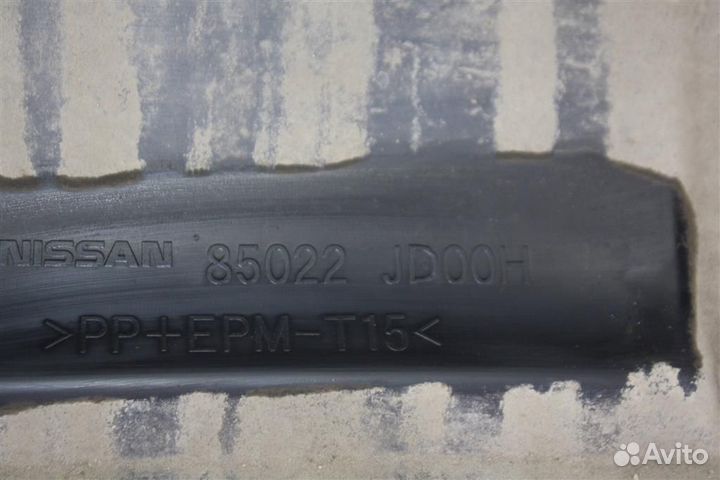 NISSAN 85022 JD00H
>PP+EPM-T15<
Avito